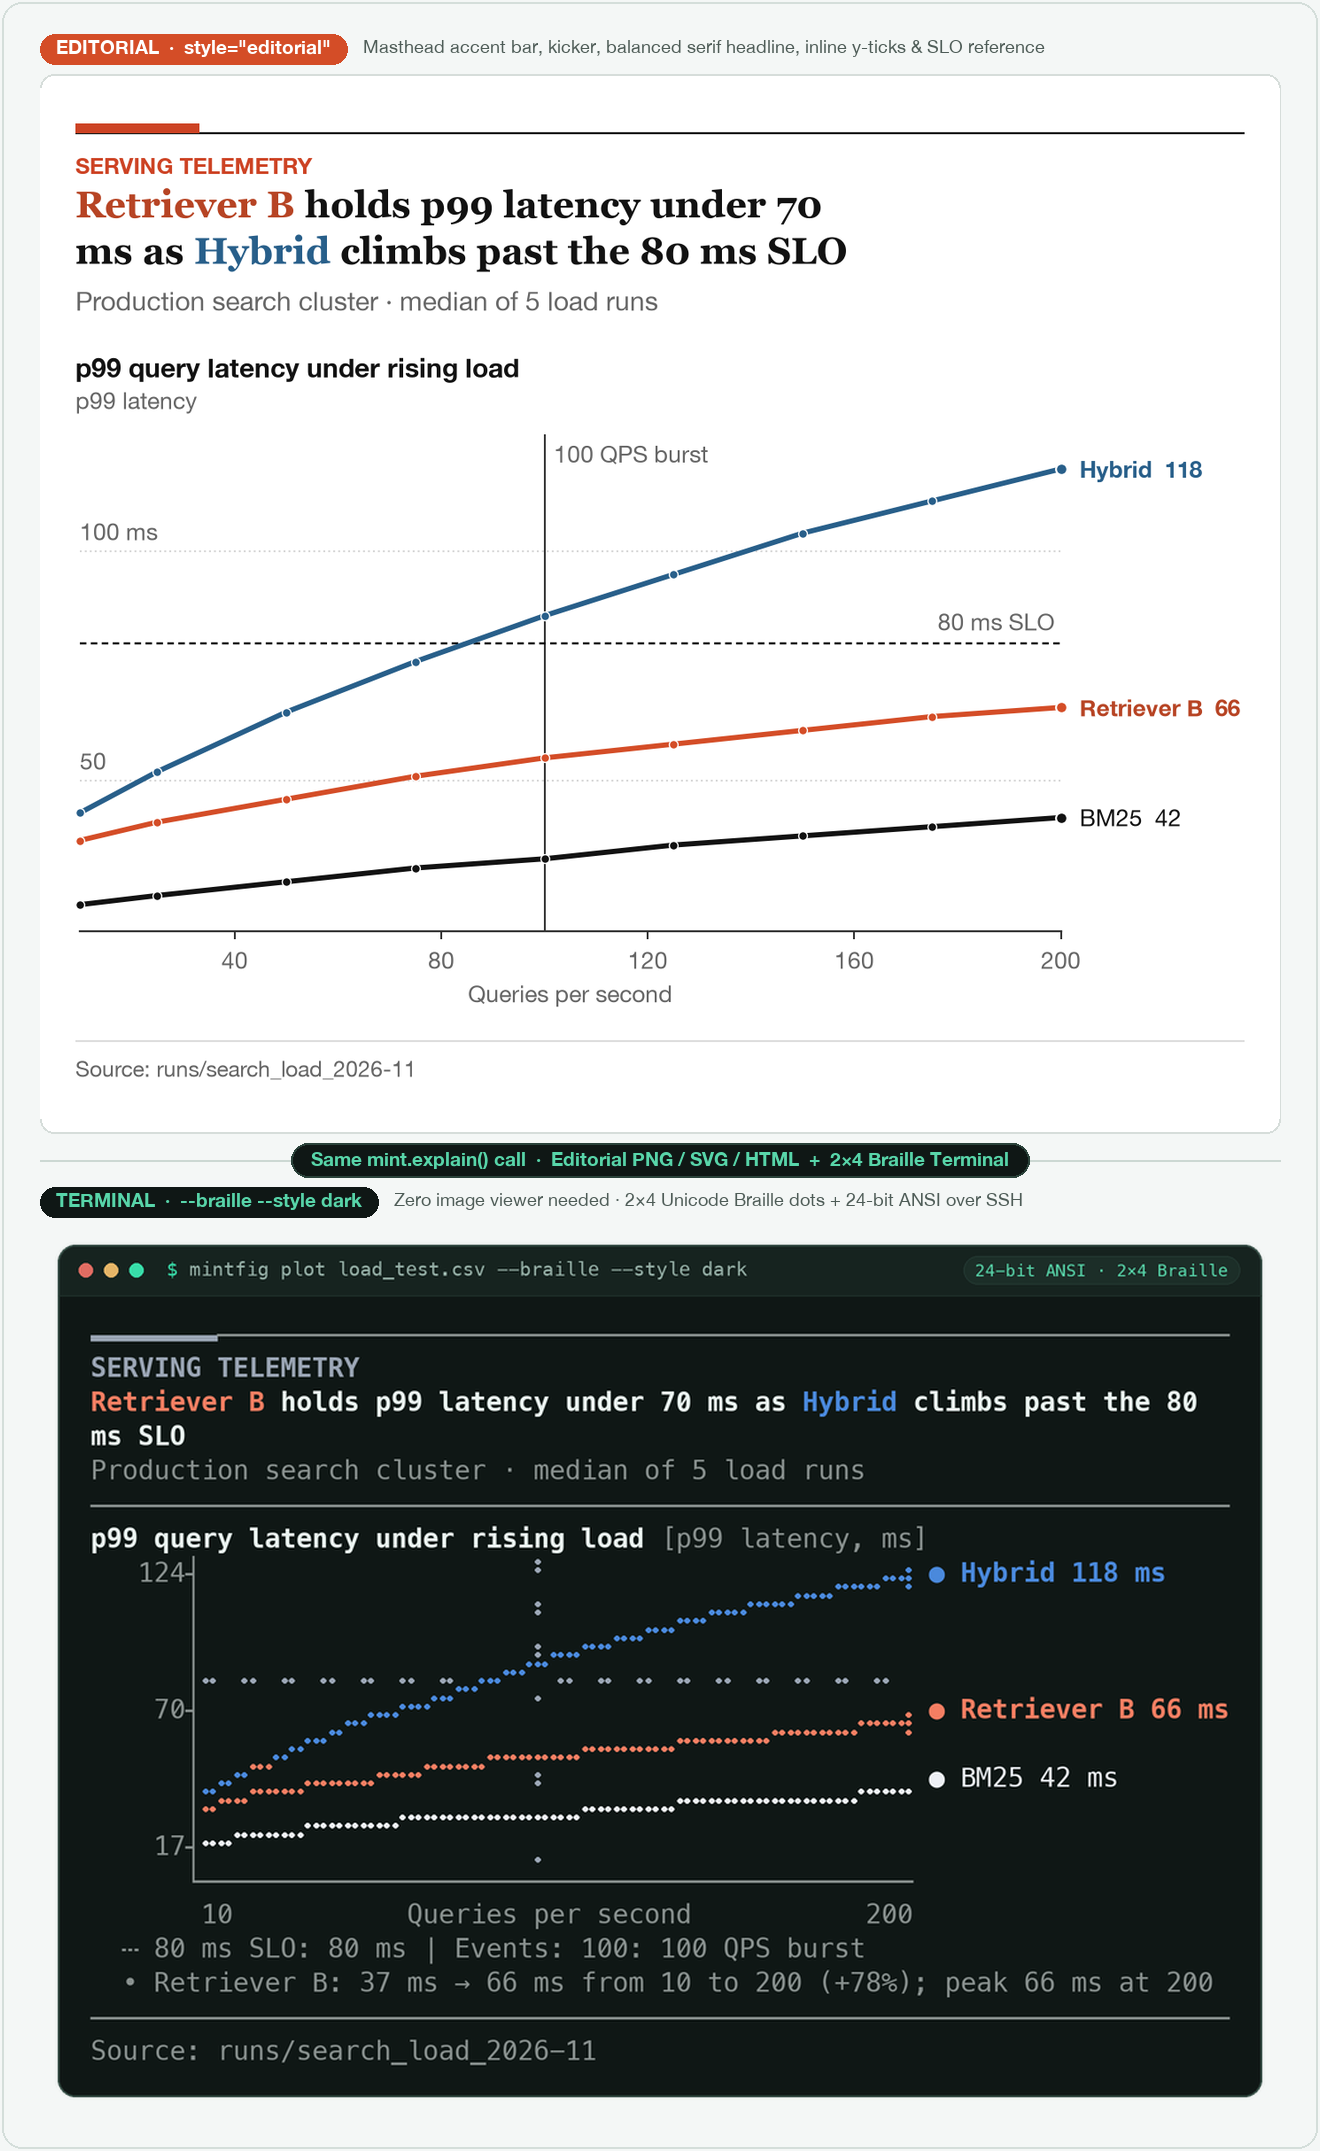 EDITORIAL · style="editorial" Masthead accent bar, kicker, balanced serif headline, inline y-ticks & SLO reference
SERVING TELEMETRY
Retriever B holds p99 latency under 70
ms as Hybrid climbs past the 80 ms SLO
Production search cluster · median of 5 load runs
p99 query latency under rising load
p99 latency
100 QPS burst
Hybrid 118
100 ms
80 ms SLO
Retriever B 66
50
BM25 42
40 80 120 160 200
Queries per second
Source: runs/search_load_2026-11
Same mint.explain() call · Editorial PNG / SVG / HTML + 2×4 Braille Terminal
TERMINAL · --braille --style dark Zero image viewer needed · 2×4 Unicode Braille dots + 24-bit ANSI over SSH
$ mintfig plot load_test.csv --braille --style dark 24-bit ANSI · 2×4 Braille
SERVING TELEMETRY
Retriever B holds p99 latency under 70 ms as Hybrid climbs past the 80
ms SLO
Production search cluster · median of 5 load runs
p99 query latency under rising load [p99 latency, ms]
124 ● Hybrid 118 ms
70 ● Retriever B 66 ms
● BM25 42 ms
17
10 Queries per second 200
--- 80 ms SLO: 80 ms | Events: 100: 100 QPS burst
• Retriever B: 37 ms → 66 ms from 10 to 200 (+78%); peak 66 ms at 200
Source: runs/search_load_2026-11